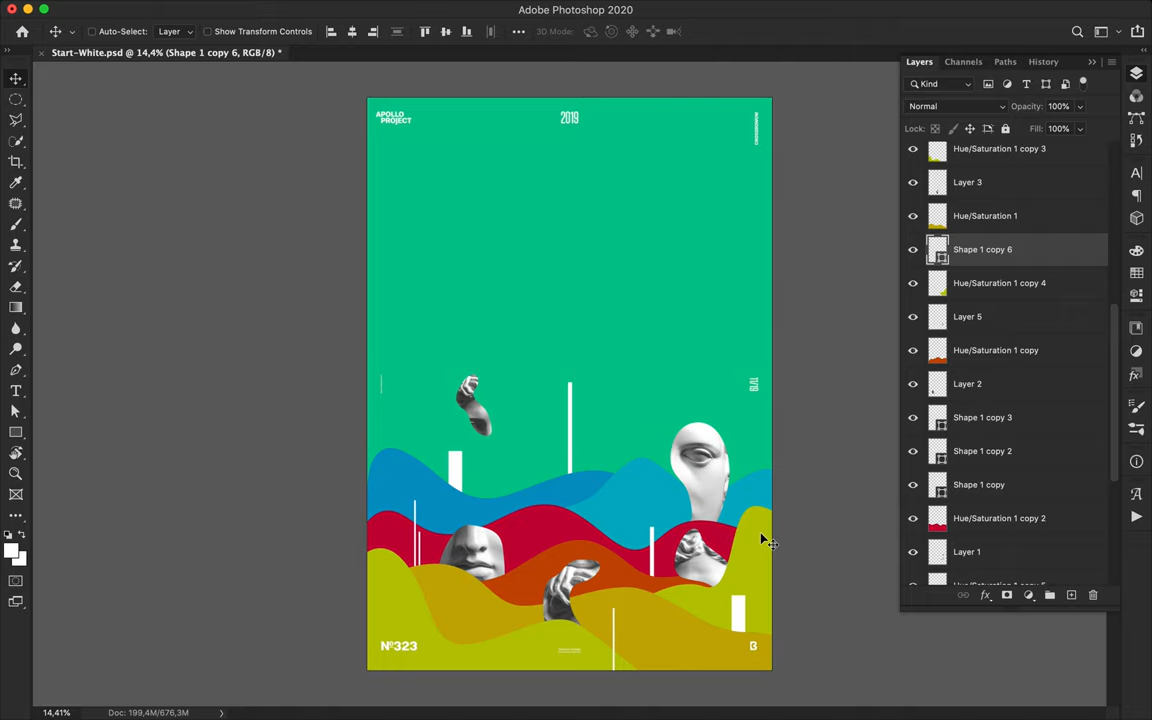 Adobe Photoshop 2020
Auto-Select: Layer Show Transform Controls 3D Mode:
Start-White.psd @ 14,4% (Shape 1 copy 6, RGB/8) *
Layers Channels Paths History
Kind
Normal Opacity: 100%
Lock: Fill: 100%
Hue/Saturation 1 copy 3
Layer 3
Hue/Saturation 1
Shape 1 copy 6
Hue/Saturation 1 copy 4
Layer 5
Hue/Saturation 1 copy
Layer 2
Shape 1 copy 3
Shape 1 copy 2
Shape 1 copy
Hue/Saturation 1 copy 2
Layer 1
APOLLO
PROJECT
2019
11/19
Nº323
B
14,41% Doc: 199,4M/676,3M